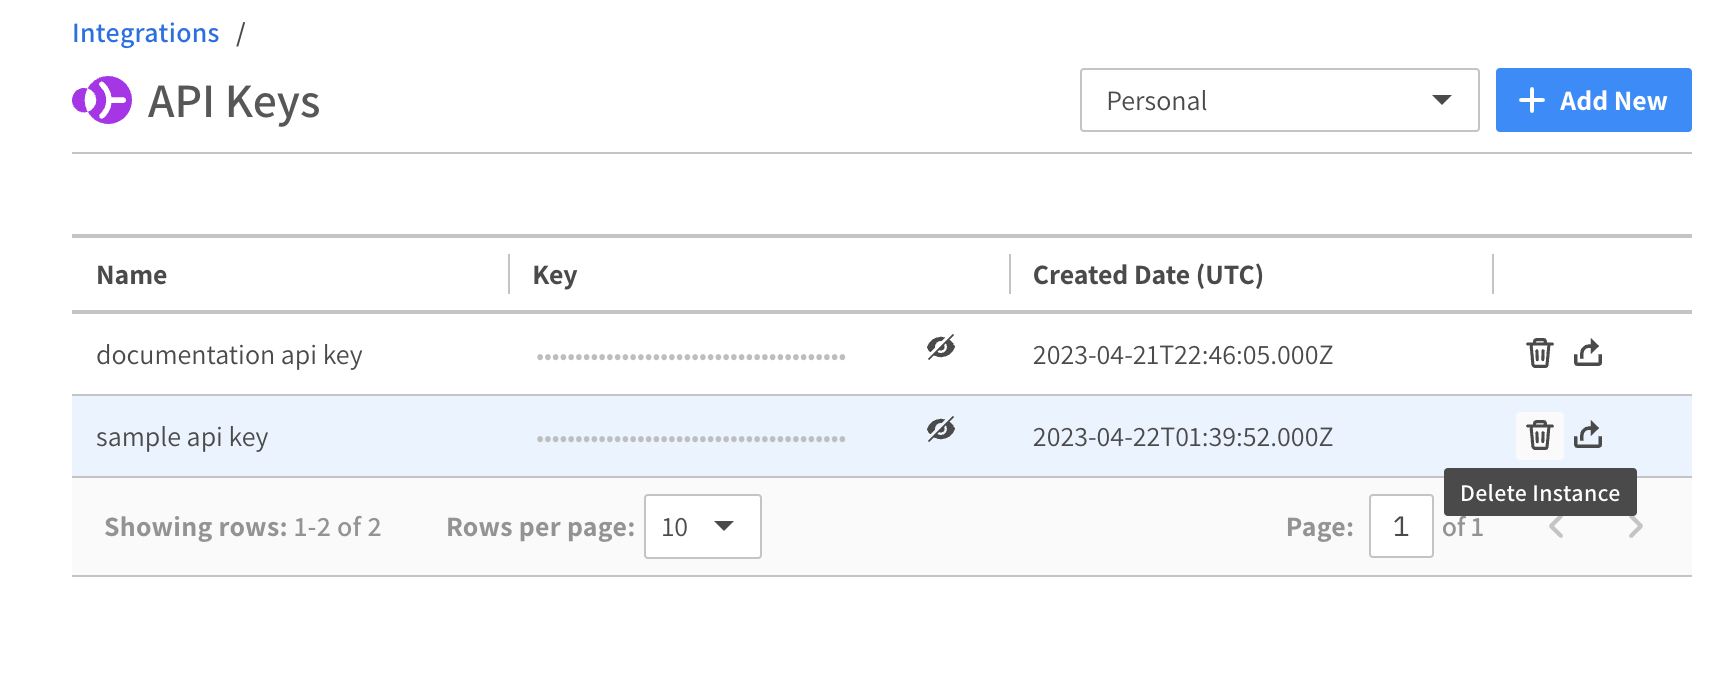 Integrations /
API Keys
Personal
Add New
Name Key Created Date (UTC)
documentation api key •••••••••••••••••••••••••••••••••••••••• 2023-04-21T22:46:05.000Z
sample api key •••••••••••••••••••••••••••••••••••••••• 2023-04-22T01:39:52.000Z
Delete Instance
Showing rows: 1-2 of 2 Rows per page: 10 Page: 1 of 1